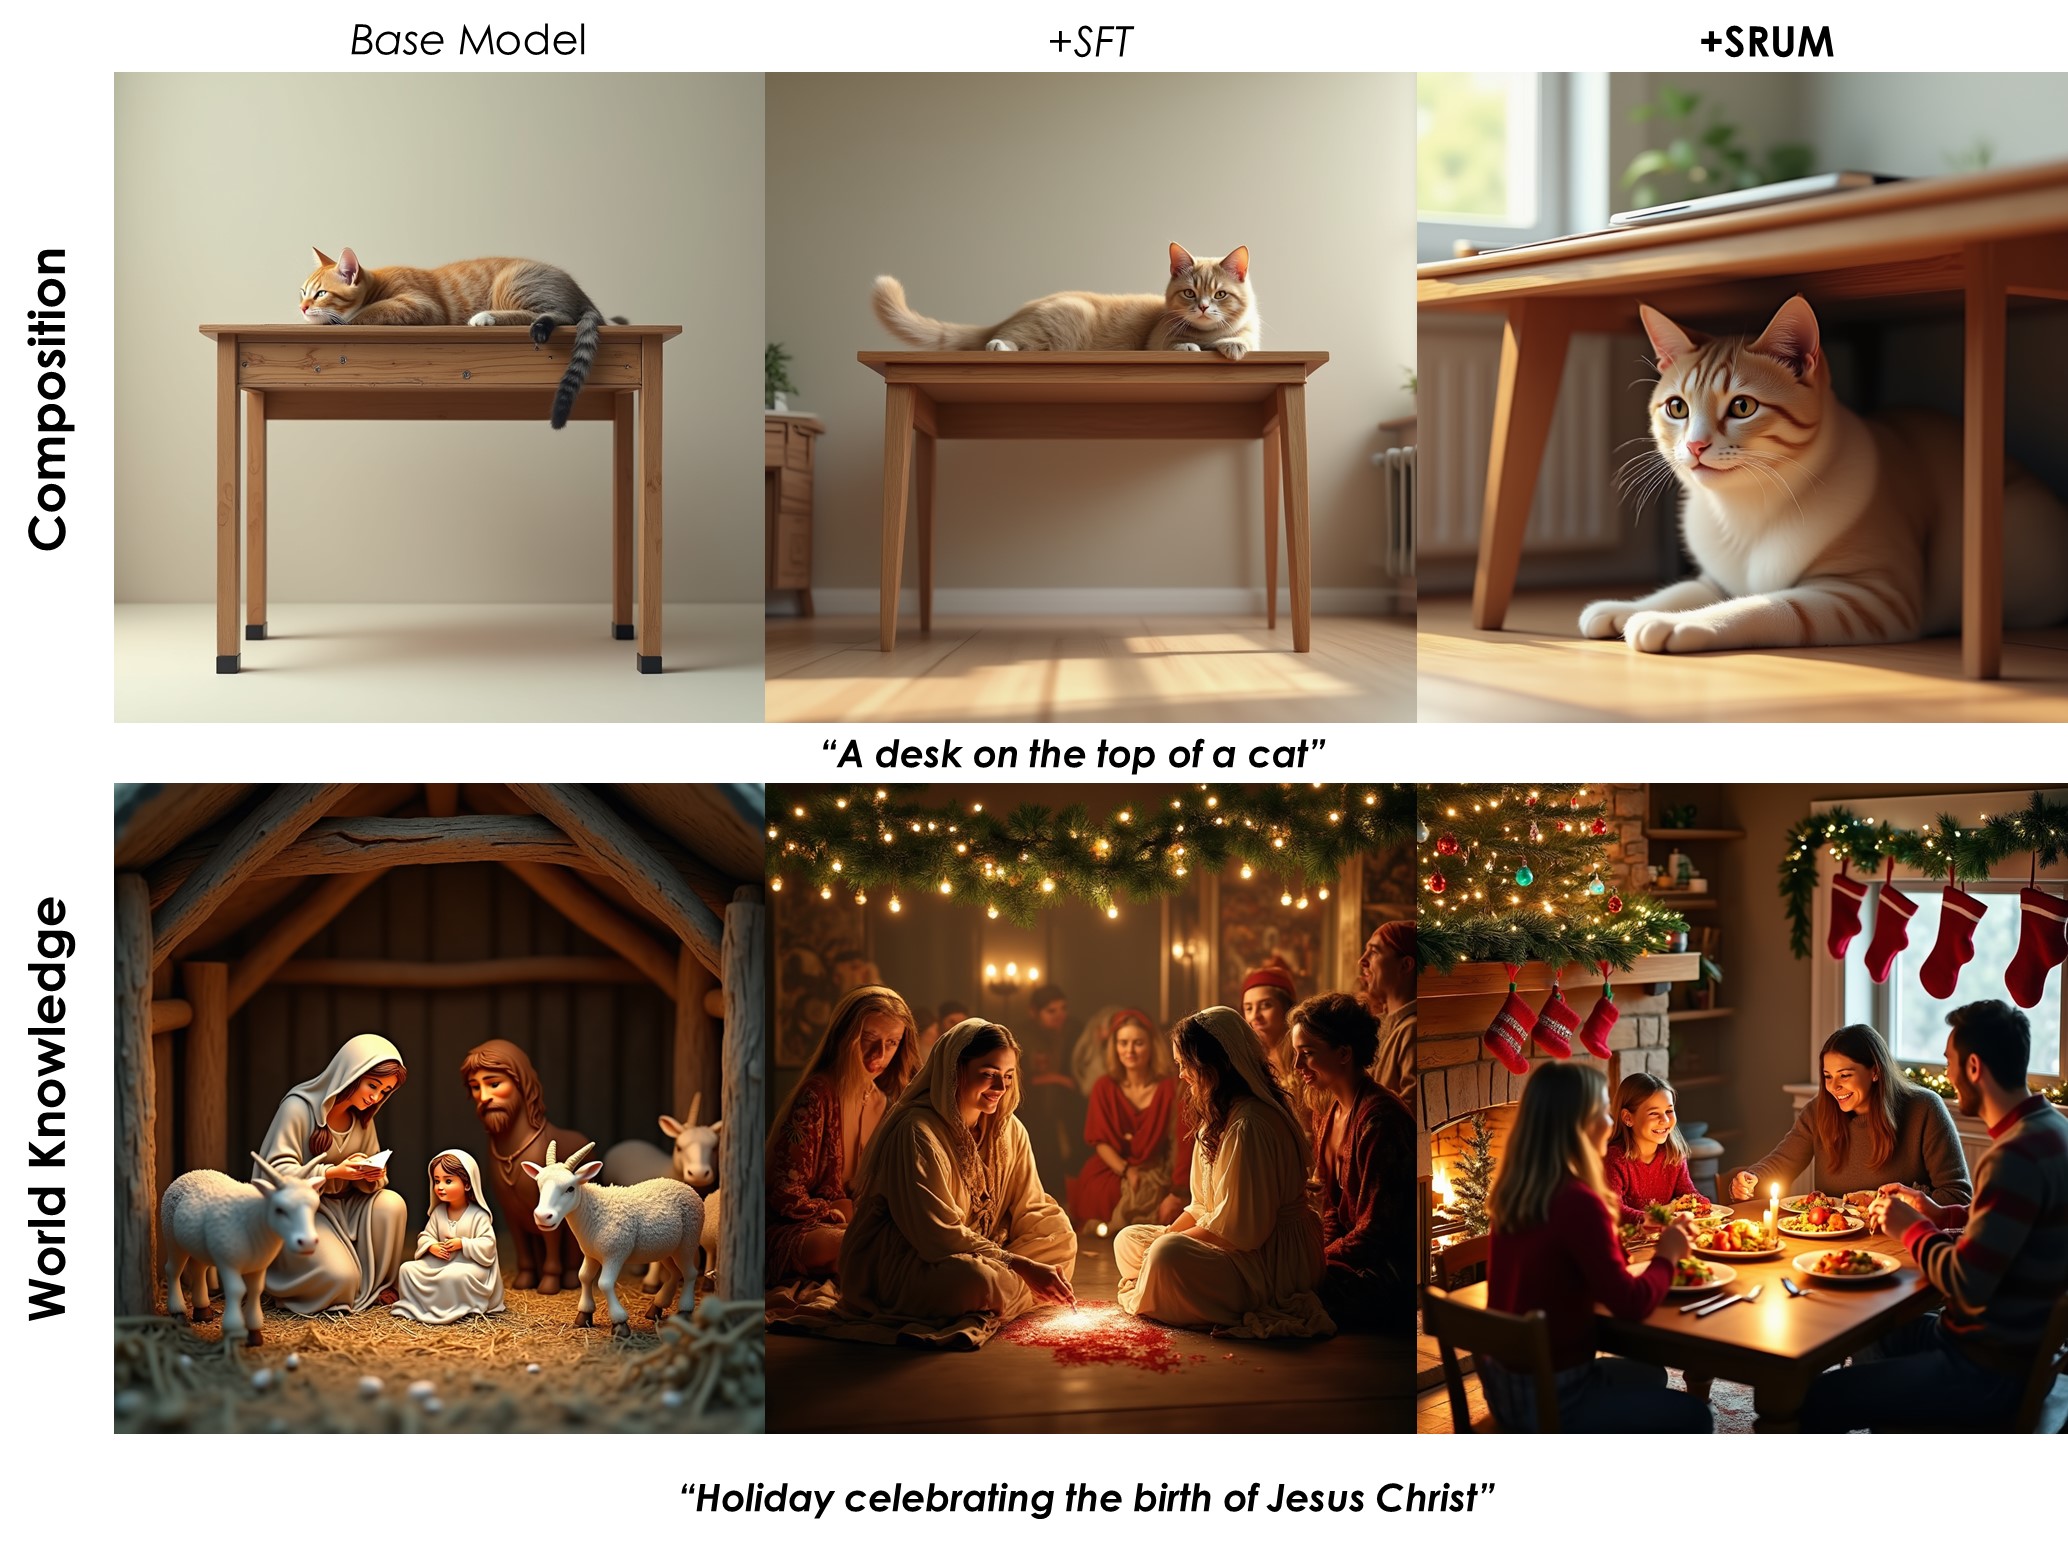 Base Model
+SFT
+SRUM
Composition
“A desk on the top of a cat”
World Knowledge
“Holiday celebrating the birth of Jesus Christ”